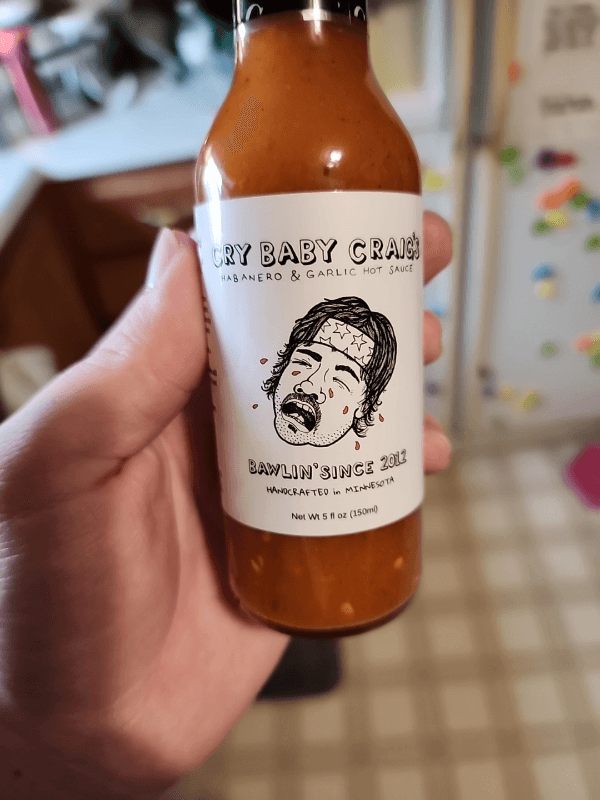 CRY BABY CRAIG'S
HABANERO & GARLIC HOT SAUCE
BAWLIN' SINCE 2012
HANDCRAFTED in MINNESOTA
Net Wt 5 fl oz (150ml)